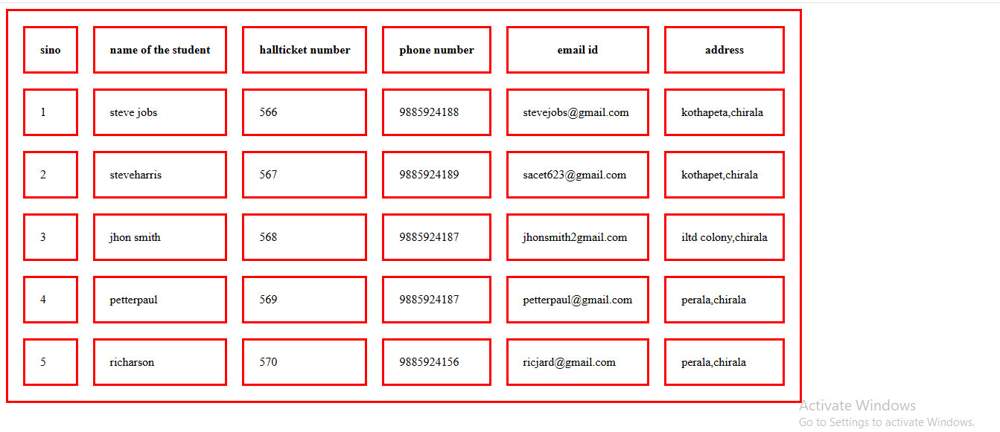 sino name of the student hallticket number phone number email id address
1 steve jobs 566 9885924188 stevejobs@gmail.com kothapeta,chirala
2 steveharris 567 9885924189 sacet623@gmail.com kothapet,chirala
3 jhon smith 568 9885924187 jhonsmith2gmail.com iltd colony,chirala
4 petterpaul 569 9885924187 petterpaul@gmail.com perala,chirala
5 richarson 570 9885924156 ricjard@gmail.com perala,chirala
Activate Windows
Go to Settings to activate Windows.